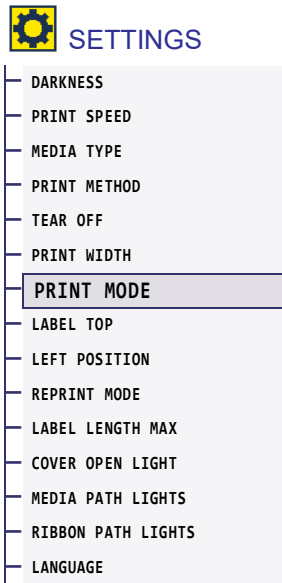 SETTINGS
DARKNESS
PRINT SPEED
MEDIA TYPE
PRINT METHOD
TEAR OFF
PRINT WIDTH
PRINT MODE
LABEL TOP
LEFT POSITION
REPRINT MODE
LABEL LENGTH MAX
COVER OPEN LIGHT
MEDIA PATH LIGHTS
RIBBON PATH LIGHTS
LANGUAGE